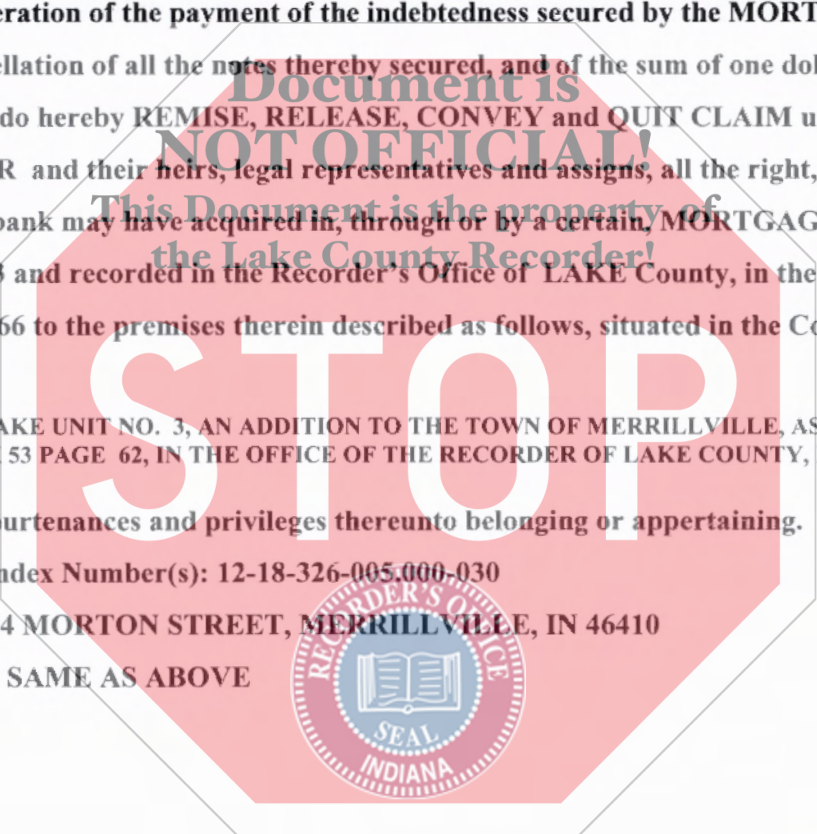 eration of the payment of the indebtedness secured by the MORT
ellation of all the notes thereby secured, and of the sum of one dol
Document is
do hereby REMISE, RELEASE, CONVEY and QUIT CLAIM u
NOT OFFICIAL!
R and their heirs, legal representatives and assigns, all the right,
This Document is the property of
bank may have acquired in, through or by a certain, MORTGAG
the Lake County Recorder!
and recorded in the Recorder's Office of LAKE County, in the
66 to the premises therein described as follows, situated in the Co
STOP
AKE UNIT NO. 3, AN ADDITION TO THE TOWN OF MERRILLVILLE, AS
53 PAGE 62, IN THE OFFICE OF THE RECORDER OF LAKE COUNTY,
ourtenances and privileges thereunto belonging or appertaining.
ndex Number(s): 12-18-326-005.000-030
4 MORTON STREET, MERRILLVILLE, IN 46410
SAME AS ABOVE
RECORDER'S OFFICE
SEAL
INDIANA